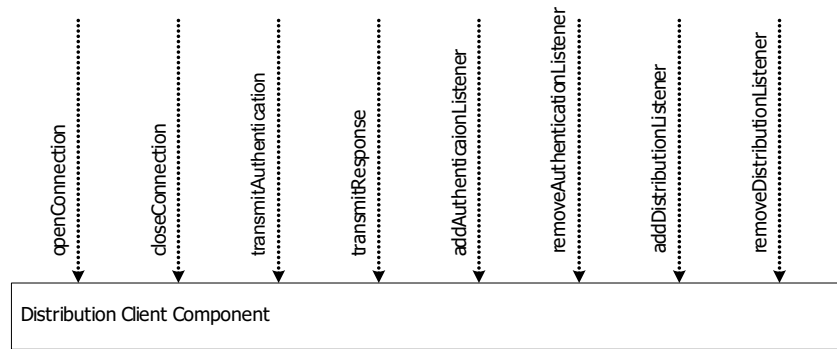 openConnection
closeConnection
transmitAuthentication
transmitResponse
addAuthenticaionListener
removeAuthenticationListener
addDistributionListener
removeDistributionListener
Distribution Client Component